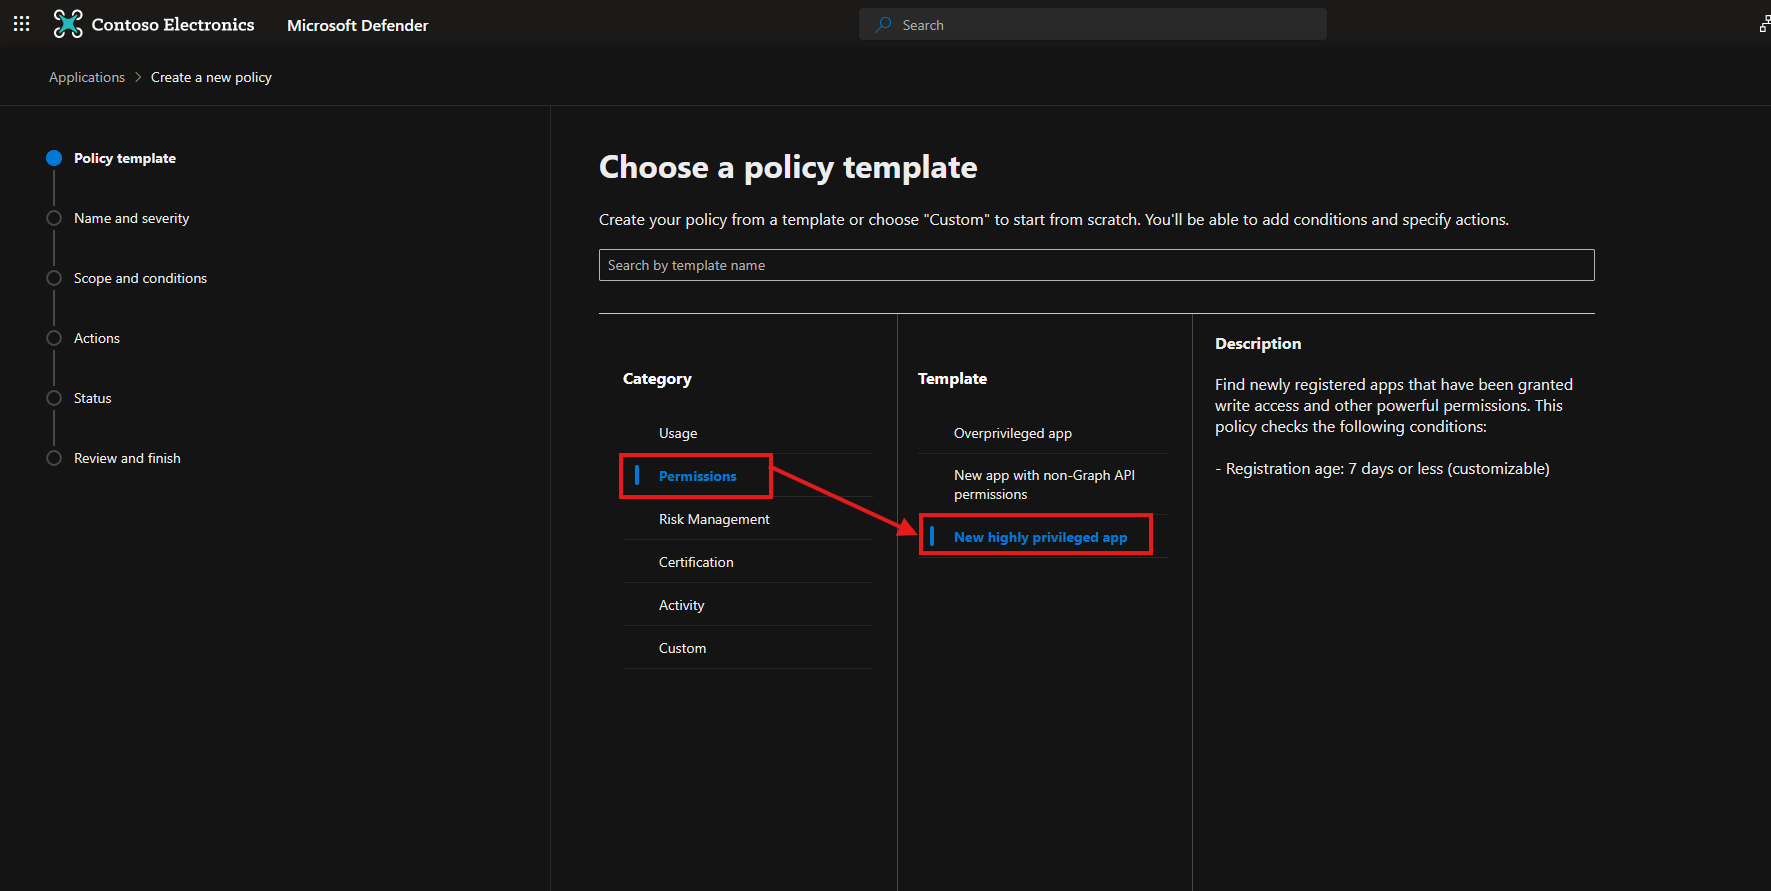 Contoso Electronics
Microsoft Defender
Search
Applications > Create a new policy
Policy template
Name and severity
Scope and conditions
Actions
Status
Review and finish
Choose a policy template
Create your policy from a template or choose "Custom" to start from scratch. You'll be able to add conditions and specify actions.
Search by template name
Category
Usage
Permissions
Risk Management
Certification
Activity
Custom
Template
Overprivileged app
New app with non-Graph API
permissions
New highly privileged app
Description
Find newly registered apps that have been granted
write access and other powerful permissions. This
policy checks the following conditions:
- Registration age: 7 days or less (customizable)